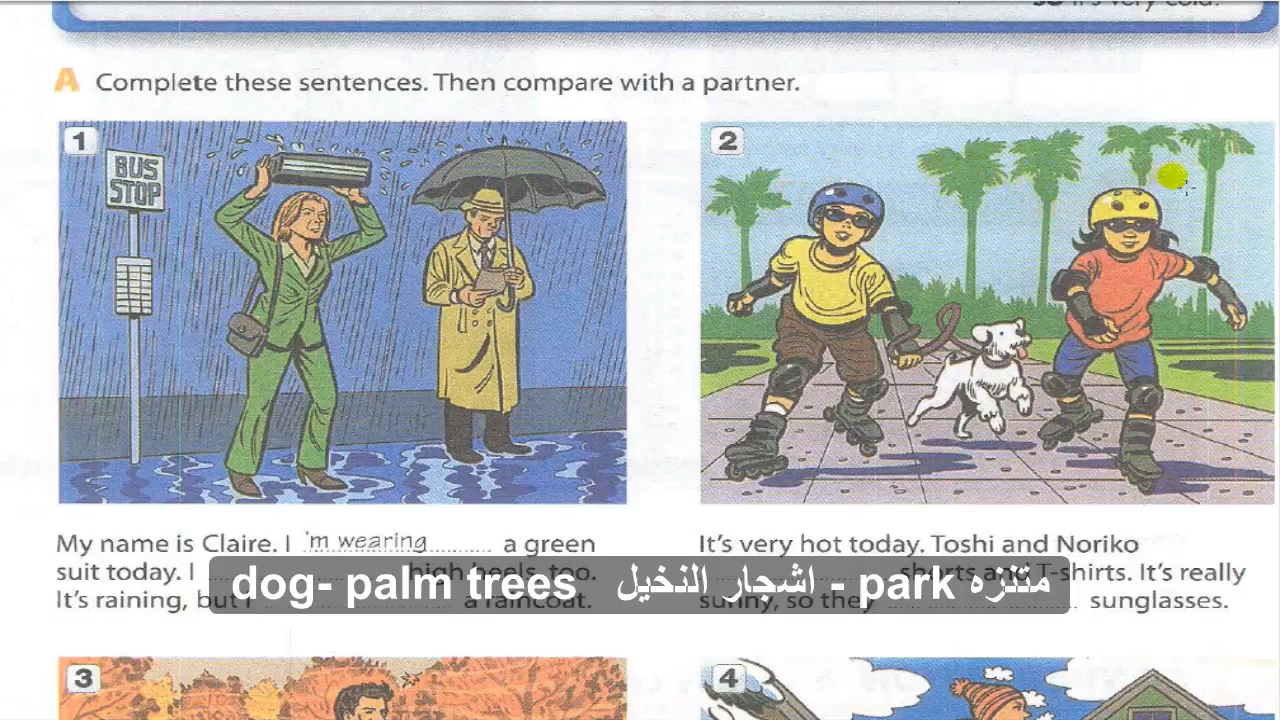 so it's very cold.
A Complete these sentences. Then compare with a partner.
1
BUS
STOP
2
My name is Claire. I 'm wearing a green
suit today. I high heels, too.
It's raining, but I a raincoat.
It's very hot today. Toshi and Noriko
shorts and T-shirts. It's really
sunny, so they sunglasses.
dog- palm trees اشجار النخيل - park متنزه
3
4